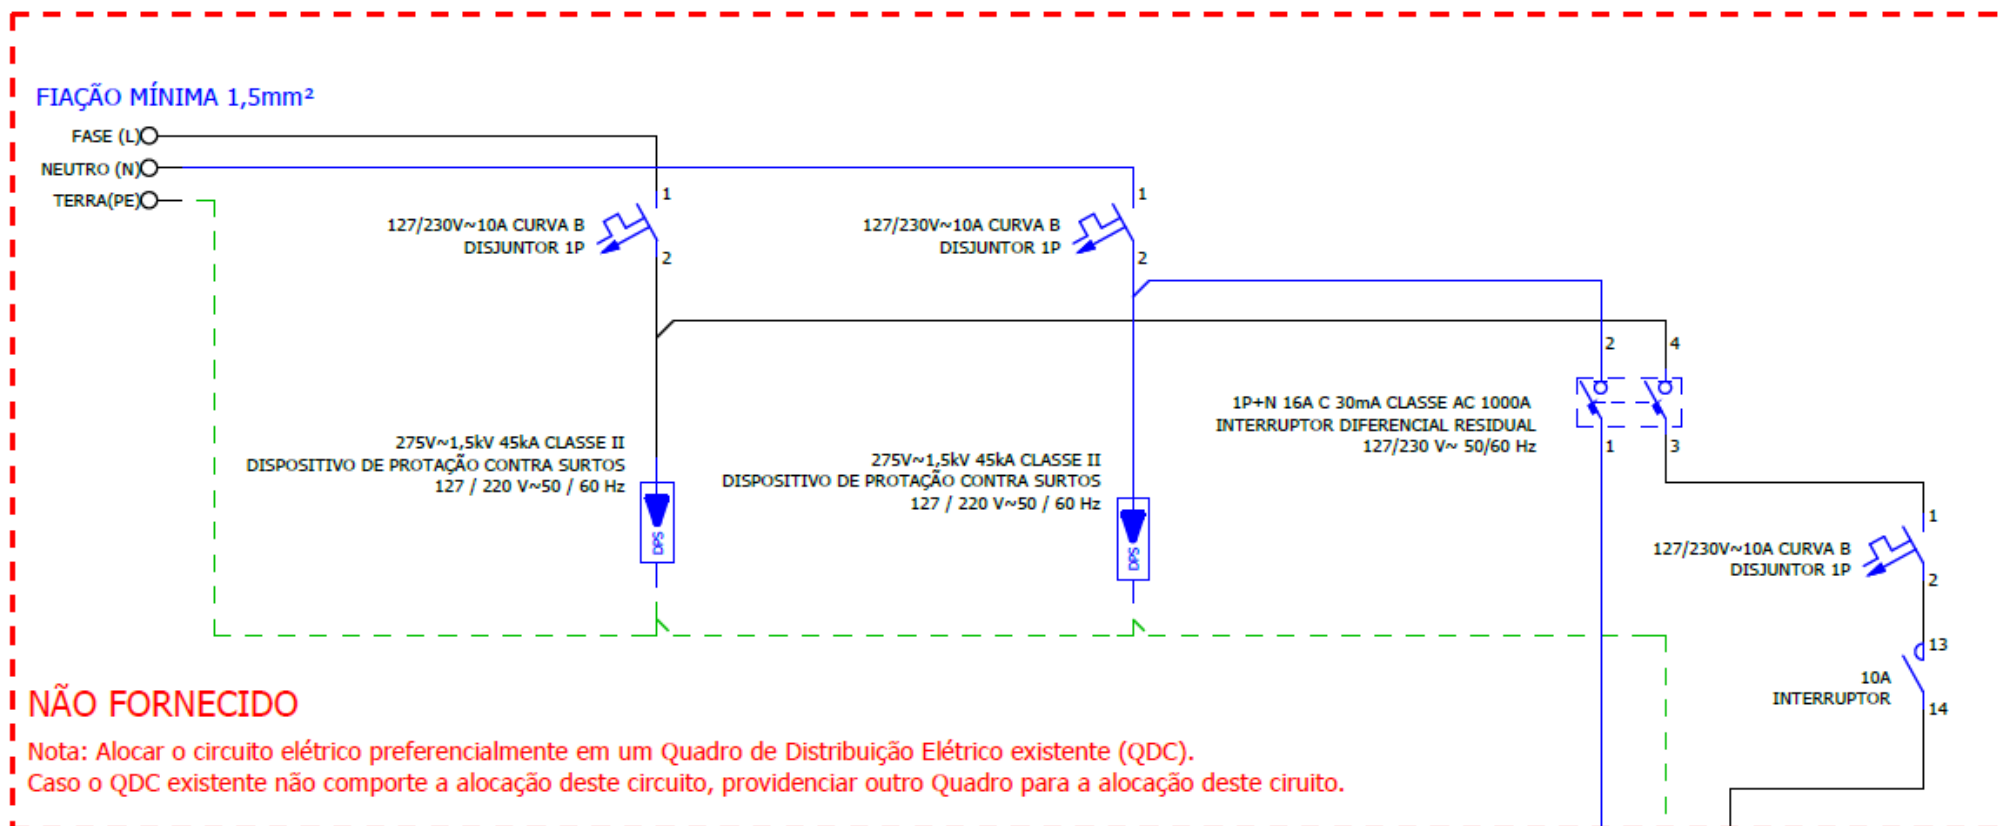 FIAÇÃO MÍNIMA 1,5mm²
FASE (L)
NEUTRO (N)
TERRA(PE)
1
127/230V~10A CURVA B
DISJUNTOR 1P
2
1
127/230V~10A CURVA B
DISJUNTOR 1P
2
275V~1,5kV 45kA CLASSE II
DISPOSITIVO DE PROTAÇÃO CONTRA SURTOS
127 / 220 V~50 / 60 Hz
DPS
275V~1,5kV 45kA CLASSE II
DISPOSITIVO DE PROTAÇÃO CONTRA SURTOS
127 / 220 V~50 / 60 Hz
DPS
2
4
1P+N 16A C 30mA CLASSE AC 1000A
INTERRUPTOR DIFERENCIAL RESIDUAL
127/230 V~ 50/60 Hz
1
3
1
127/230V~10A CURVA B
DISJUNTOR 1P
2
13
10A
INTERRUPTOR
14
NÃO FORNECIDO
Nota: Alocar o circuito elétrico preferencialmente em um Quadro de Distribuição Elétrico existente (QDC).
Caso o QDC existente não comporte a alocação deste circuito, providenciar outro Quadro para a alocação deste ciruito.